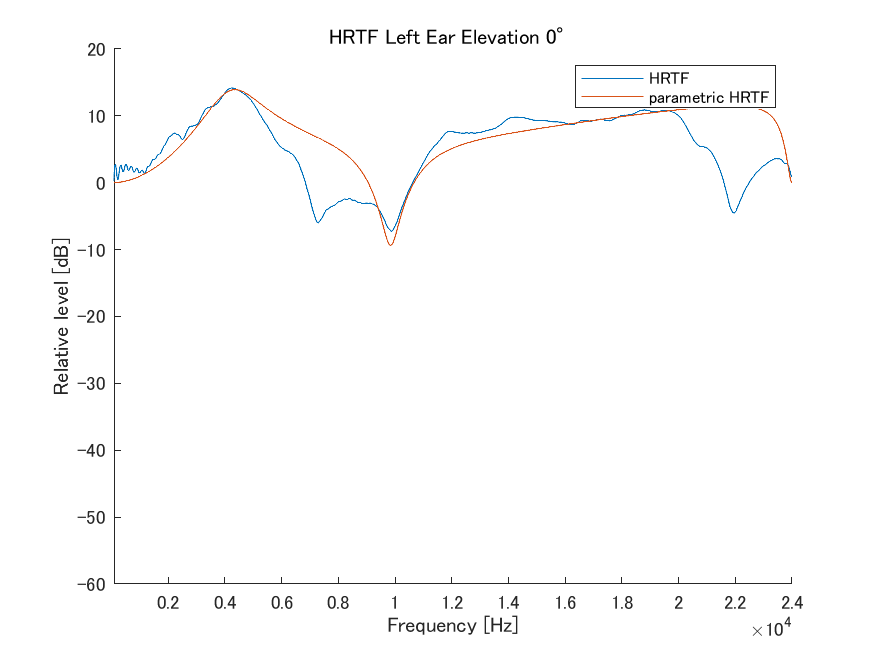 HRTF Left Ear Elevation 0°
HRTF
parametric HRTF
20
10
0
−10
−20
−30
−40
−50
−60
Relative level [dB]
0.2 0.4 0.6 0.8 1 1.2 1.4 1.6 1.8 2 2.2 2.4
Frequency [Hz]
×10⁴